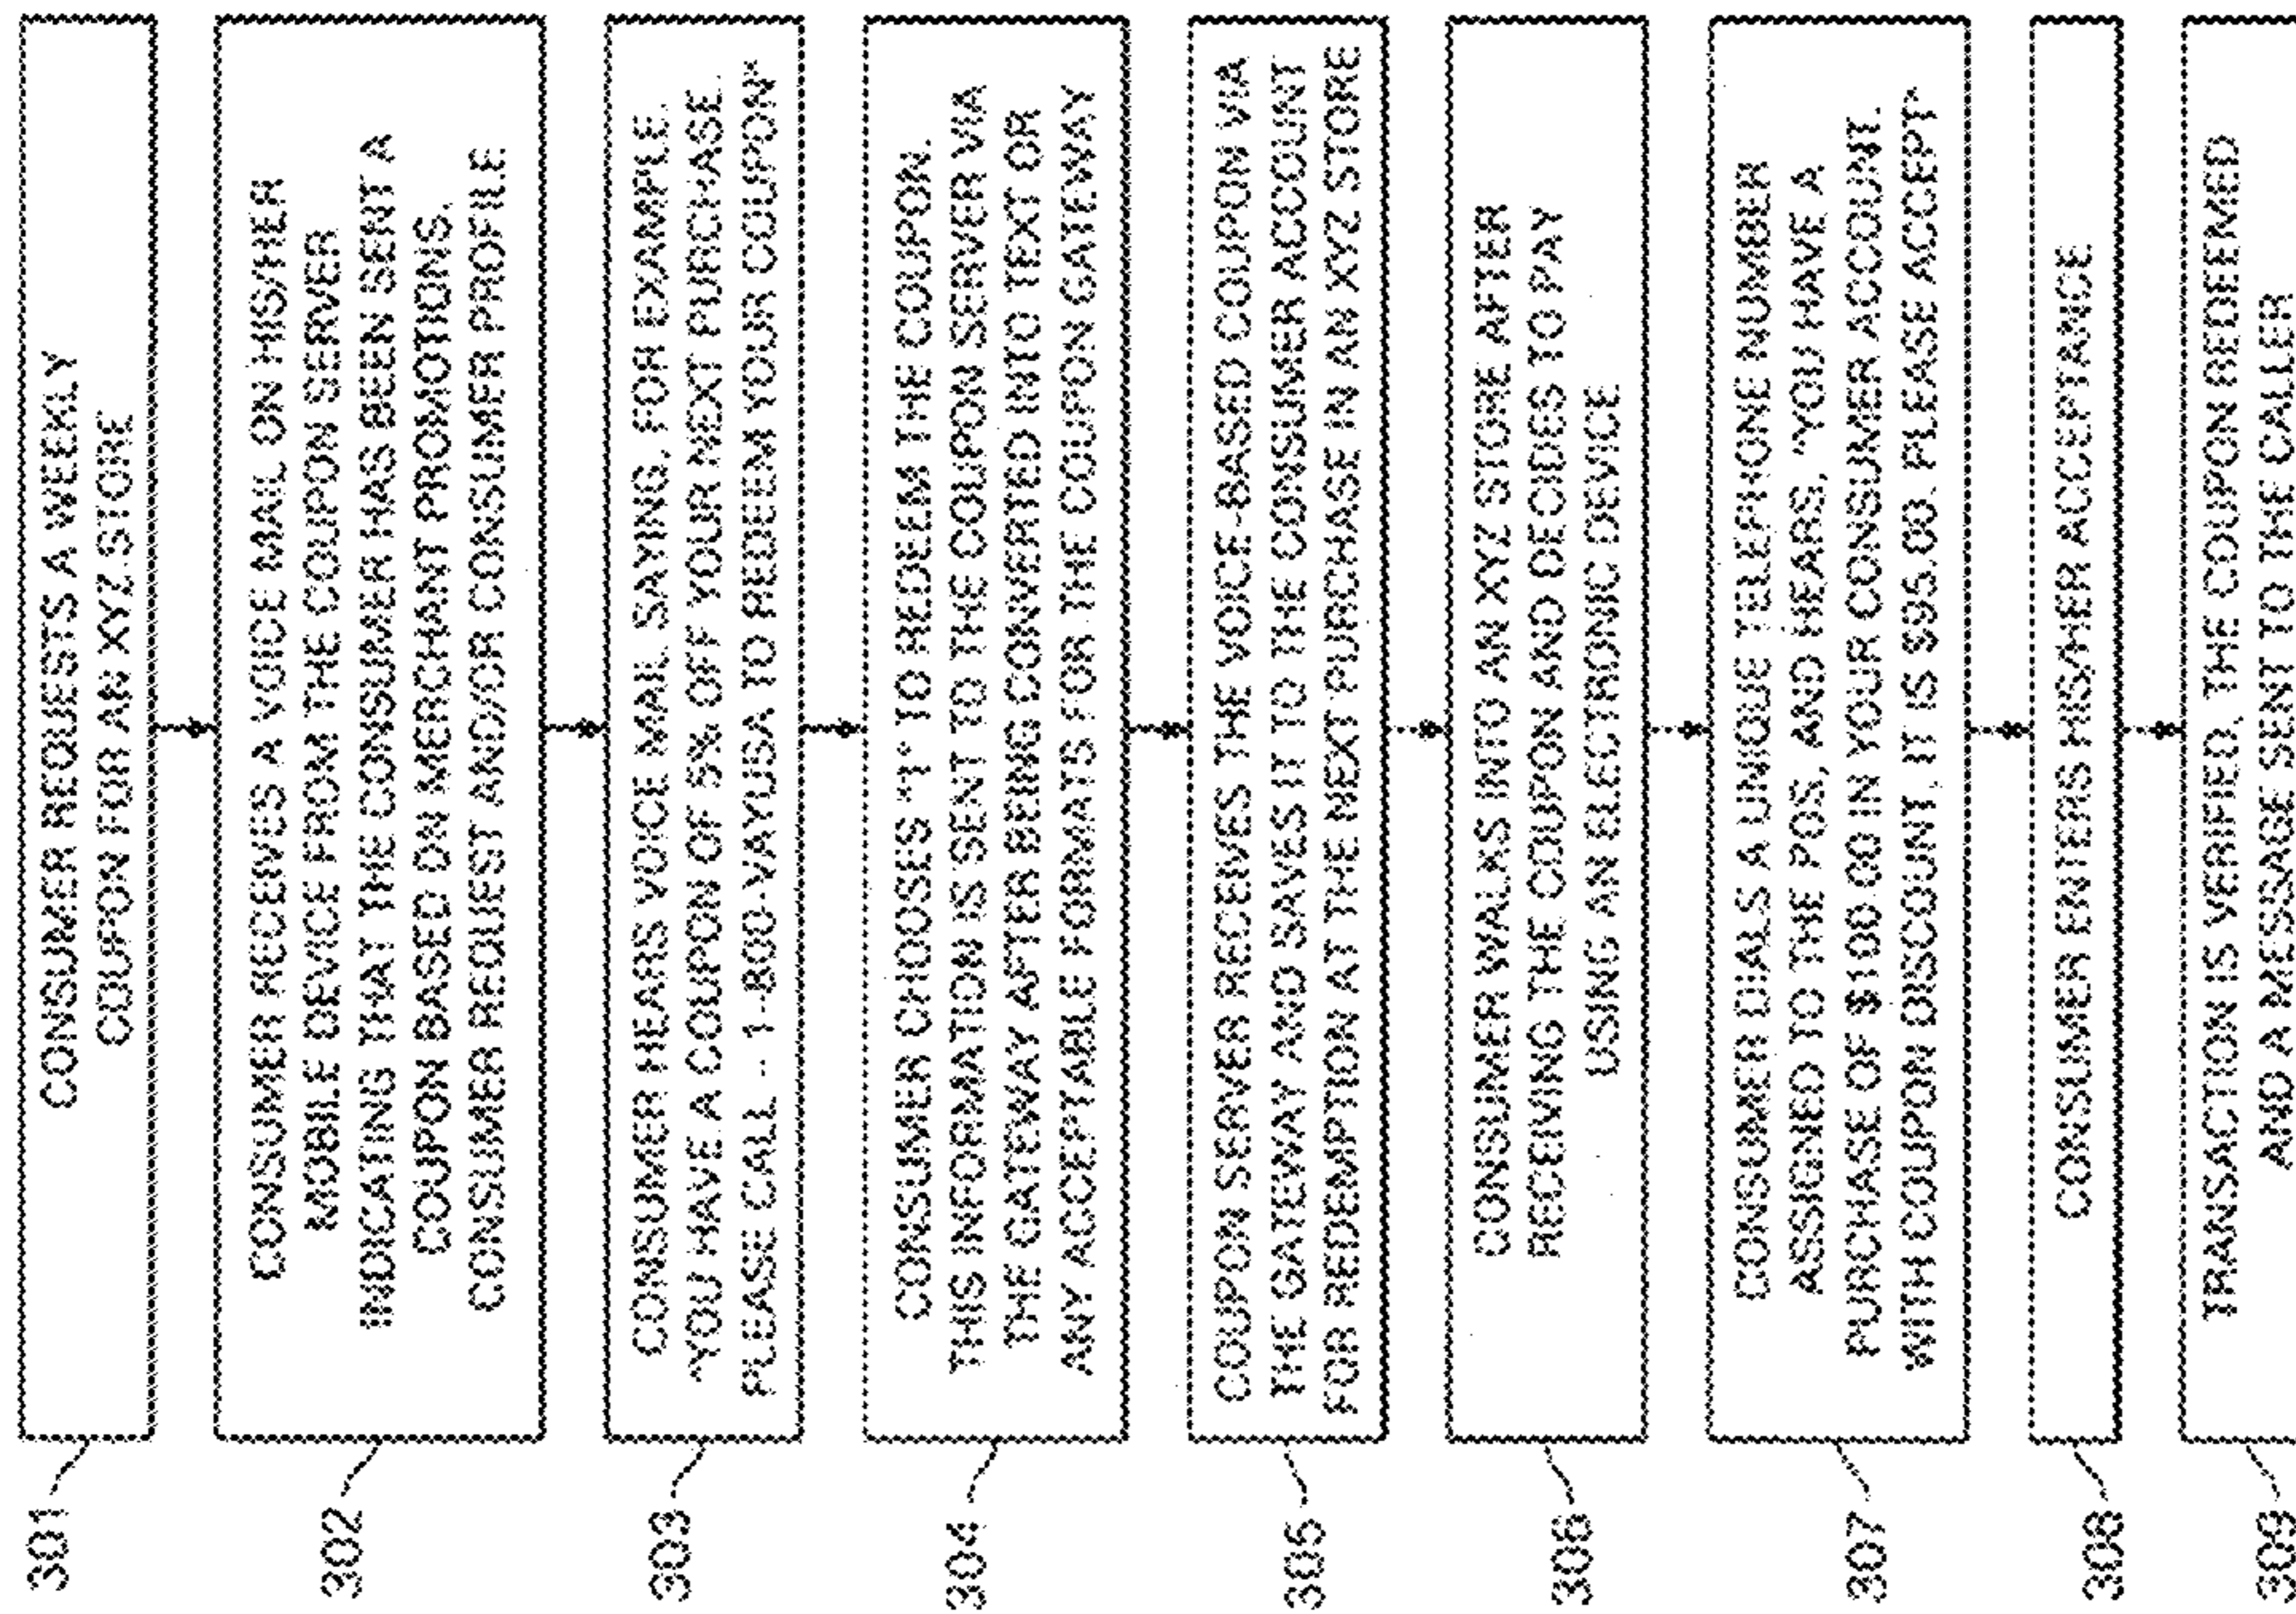 301
CONSUMER REQUESTS A WEEKLY
COUPON FOR AN XYZ STORE
302
CONSUMER RECEIVES A VOICE MAIL ON HIS/HER
MOBILE DEVICE FROM THE COUPON SERVER
INDICATING THAT THE CONSUMER HAS BEEN SENT A
COUPON BASED ON MERCHANT PROMOTIONS,
CONSUMER REQUEST AND/OR CONSUMER PROFILE
303
CONSUMER HEARS VOICE MAIL SAYING, FOR EXAMPLE,
"YOU HAVE A COUPON OF 5% OFF YOUR NEXT PURCHASE.
PLEASE CALL -- 1-800-VAYUSA TO REDEEM YOUR COUPON"
304
CONSUMER CHOOSES "1" TO REDEEM THE COUPON.
THIS INFORMATION IS SENT TO THE COUPON SERVER VIA
THE GATEWAY AFTER BEING CONVERTED INTO TEXT OR
ANY ACCEPTABLE FORMATS FOR THE COUPON GATEWAY
305
COUPON SERVER RECEIVES THE VOICE-BASED COUPON VIA
THE GATEWAY AND SAVES IT TO THE CONSUMER ACCOUNT
FOR REDEMPTION AT THE NEXT PURCHASE IN AN XYZ STORE
306
CONSUMER WALKS INTO AN XYZ STORE AFTER
RECEIVING THE COUPON AND DECIDES TO PAY
USING AN ELECTRONIC DEVICE
307
CONSUMER DIALS A UNIQUE TELEPHONE NUMBER
ASSIGNED TO THE POS, AND HEARS, "YOU HAVE A
PURCHASE OF $100.00 IN YOUR CONSUMER ACCOUNT.
WITH COUPON DISCOUNT, IT IS $95.00. PLEASE ACCEPT"
308
CONSUMER ENTERS HIS/HER ACCEPTANCE
309
TRANSACTION IS VERIFIED, THE COUPON REDEEMED
AND A MESSAGE SENT TO THE CALLER